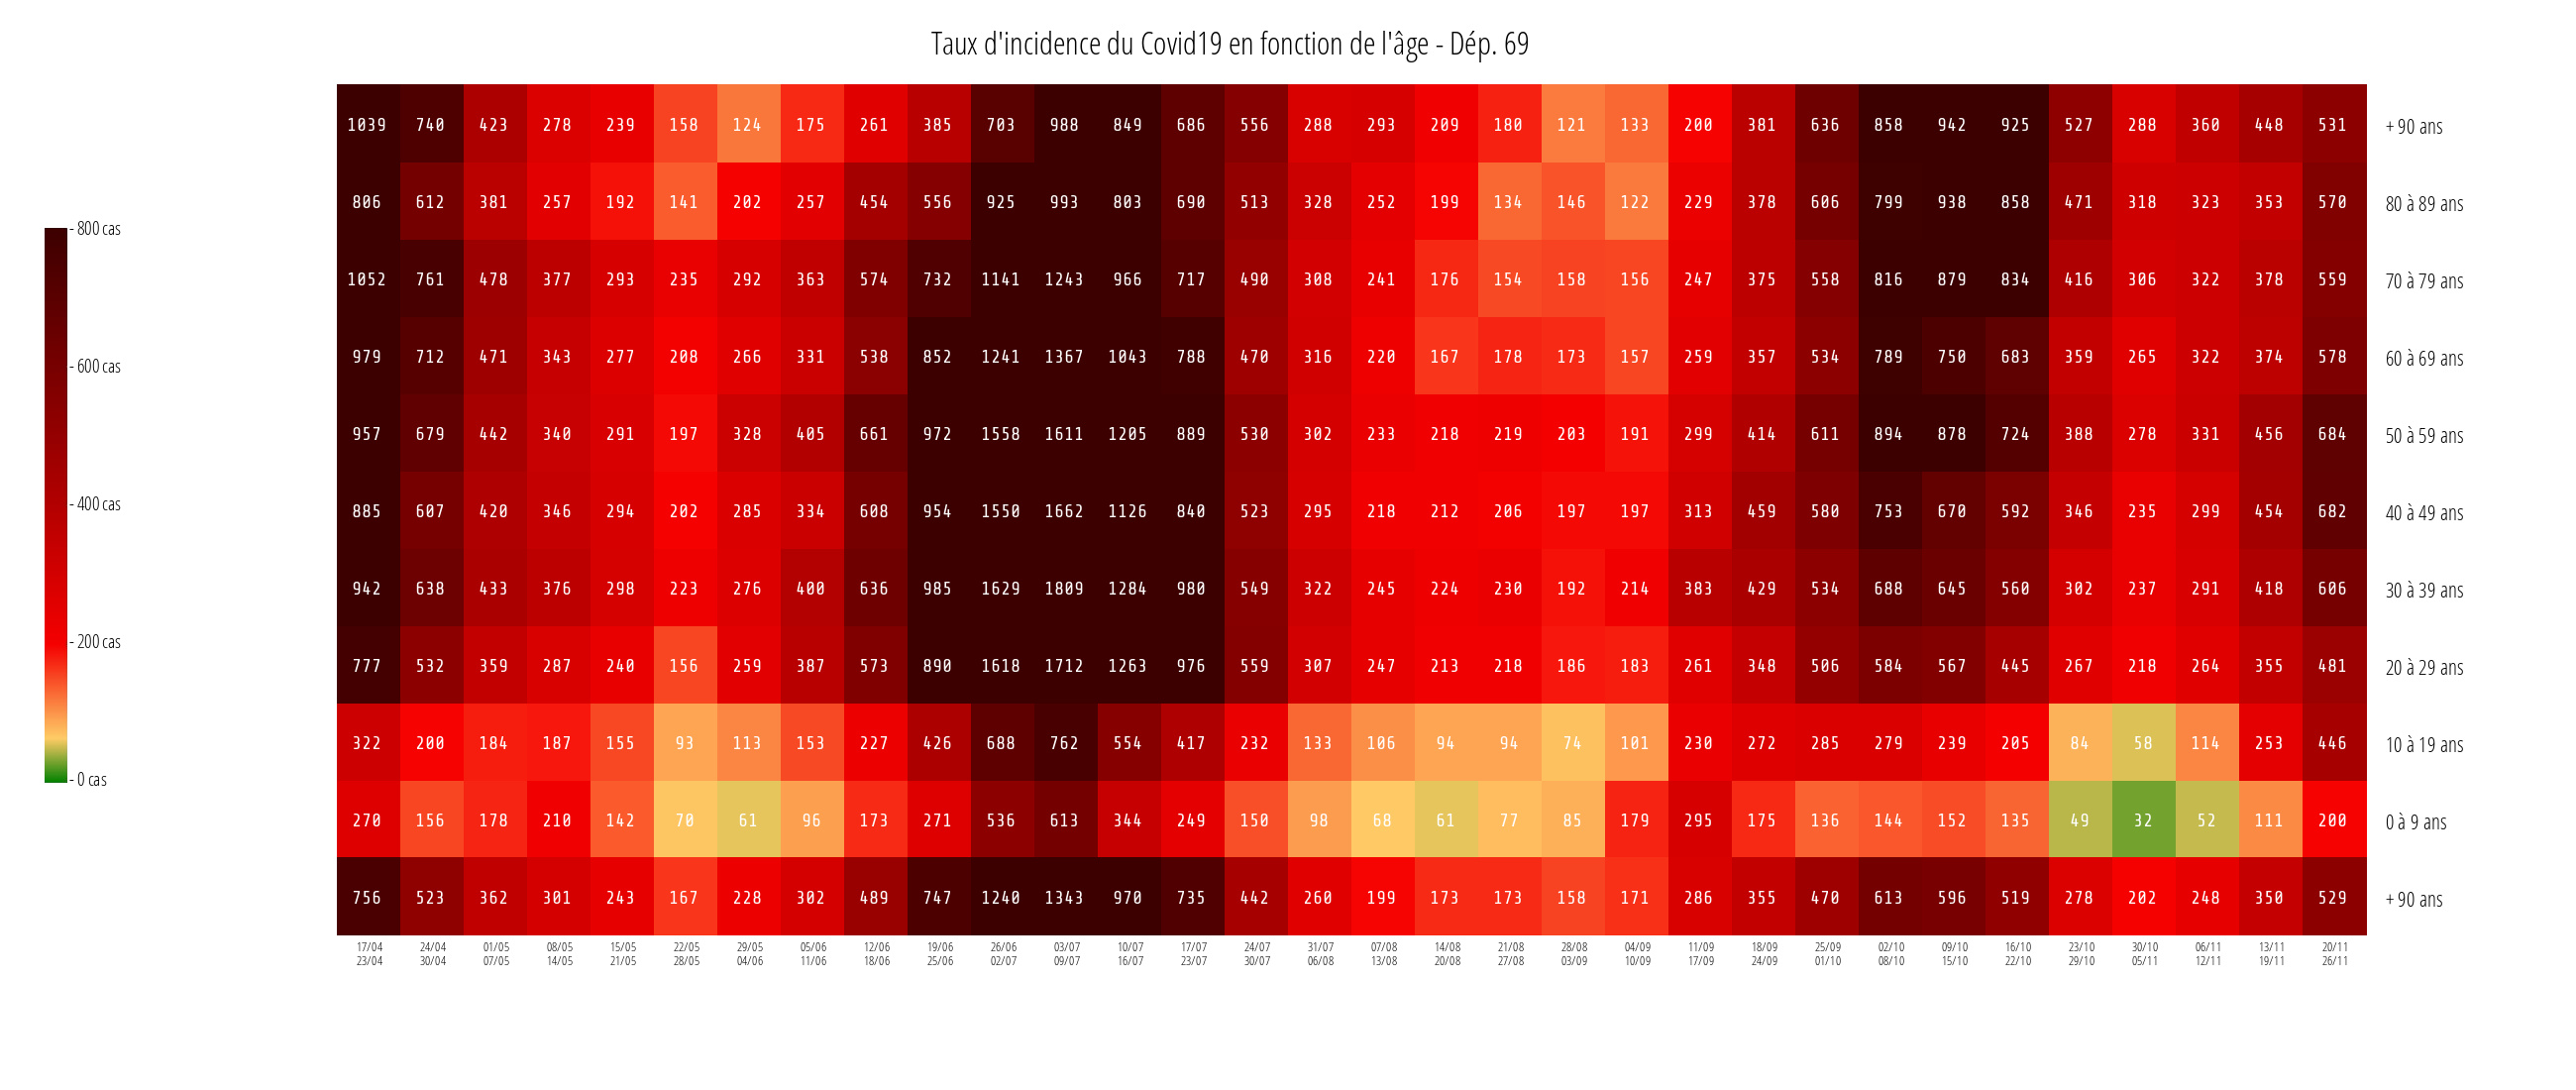 Taux d'incidence du Covid19 en fonction de l'âge - Dép. 69
1039 740 423 278 239 158 124 175 261 385 703 988 849 686 556 288 293 209 180 121 133 200 381 636 858 942 925 527 288 360 448 531 + 90 ans
806 612 381 257 192 141 202 257 454 556 925 993 803 690 513 328 252 199 134 146 122 229 378 606 799 938 858 471 318 323 353 570 80 à 89 ans
- 800 cas
1052 761 478 377 293 235 292 363 574 732 1141 1243 966 717 490 308 241 176 154 158 156 247 375 558 816 879 834 416 306 322 378 559 70 à 79 ans
979 712 471 343 277 208 266 331 538 852 1241 1367 1043 788 470 316 220 167 178 173 157 259 357 534 789 750 683 359 265 322 374 578 60 à 69 ans
- 600 cas
957 679 442 340 291 197 328 405 661 972 1558 1611 1205 889 530 302 233 218 219 203 191 299 414 611 894 878 724 388 278 331 456 684 50 à 59 ans
- 400 cas
885 607 420 346 294 202 285 334 608 954 1550 1662 1126 840 523 295 218 212 206 197 197 313 459 580 753 670 592 346 235 299 454 682 40 à 49 ans
942 638 433 376 298 223 276 400 636 985 1629 1809 1284 980 549 322 245 224 230 192 214 383 429 534 688 645 560 302 237 291 418 606 30 à 39 ans
- 200 cas
777 532 359 287 240 156 259 387 573 890 1618 1712 1263 976 559 307 247 213 218 186 183 261 348 506 584 567 445 267 218 264 355 481 20 à 29 ans
322 200 184 187 155 93 113 153 227 426 688 762 554 417 232 133 106 94 94 74 101 230 272 285 279 239 205 84 58 114 253 446 10 à 19 ans
- 0 cas
270 156 178 210 142 70 61 96 173 271 536 613 344 249 150 98 68 61 77 85 179 295 175 136 144 152 135 49 32 52 111 200 0 à 9 ans
756 523 362 301 243 167 228 302 489 747 1240 1343 970 735 442 260 199 173 173 158 171 286 355 470 613 596 519 278 202 248 350 529 + 90 ans
17/04 24/04 01/05 08/05 15/05 22/05 29/05 05/06 12/06 19/06 26/06 03/07 10/07 17/07 24/07 31/07 07/08 14/08 21/08 28/08 04/09 11/09 18/09 25/09 02/10 09/10 16/10 23/10 30/10 06/11 13/11 20/11
23/04 30/04 07/05 14/05 21/05 28/05 04/06 11/06 18/06 25/06 02/07 09/07 16/07 23/07 30/07 06/08 13/08 20/08 27/08 03/09 10/09 17/09 24/09 01/10 08/10 15/10 22/10 29/10 05/11 12/11 19/11 26/11